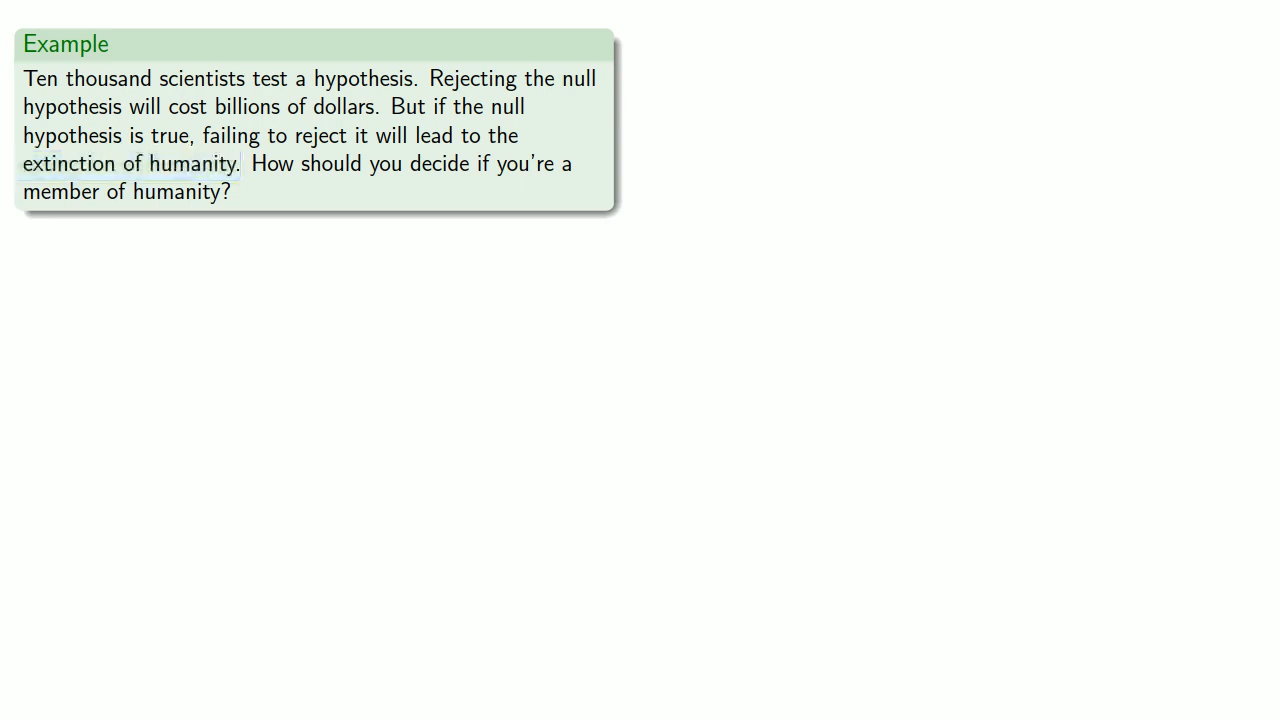 Example
Ten thousand scientists test a hypothesis. Rejecting the null
hypothesis will cost billions of dollars. But if the null
hypothesis is true, failing to reject it will lead to the
extinction of humanity. How should you decide if you're a
member of humanity?